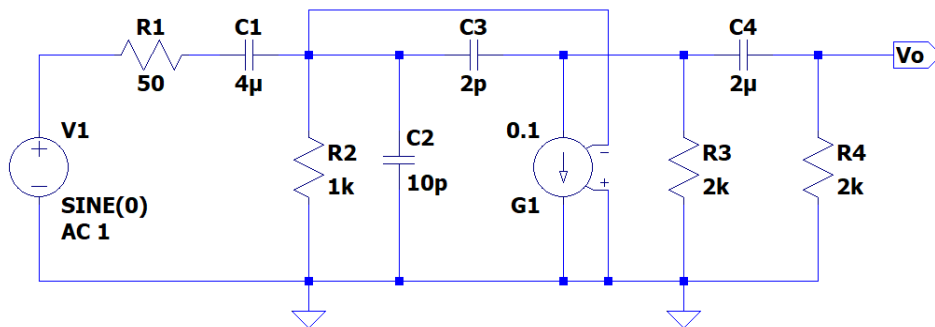 R1
50
C1
4µ
C3
2p
C4
2µ
Vo
V1
SINE(0)
AC 1
R2
1k
C2
10p
0.1
G1
R3
2k
R4
2k
+
−
−
+